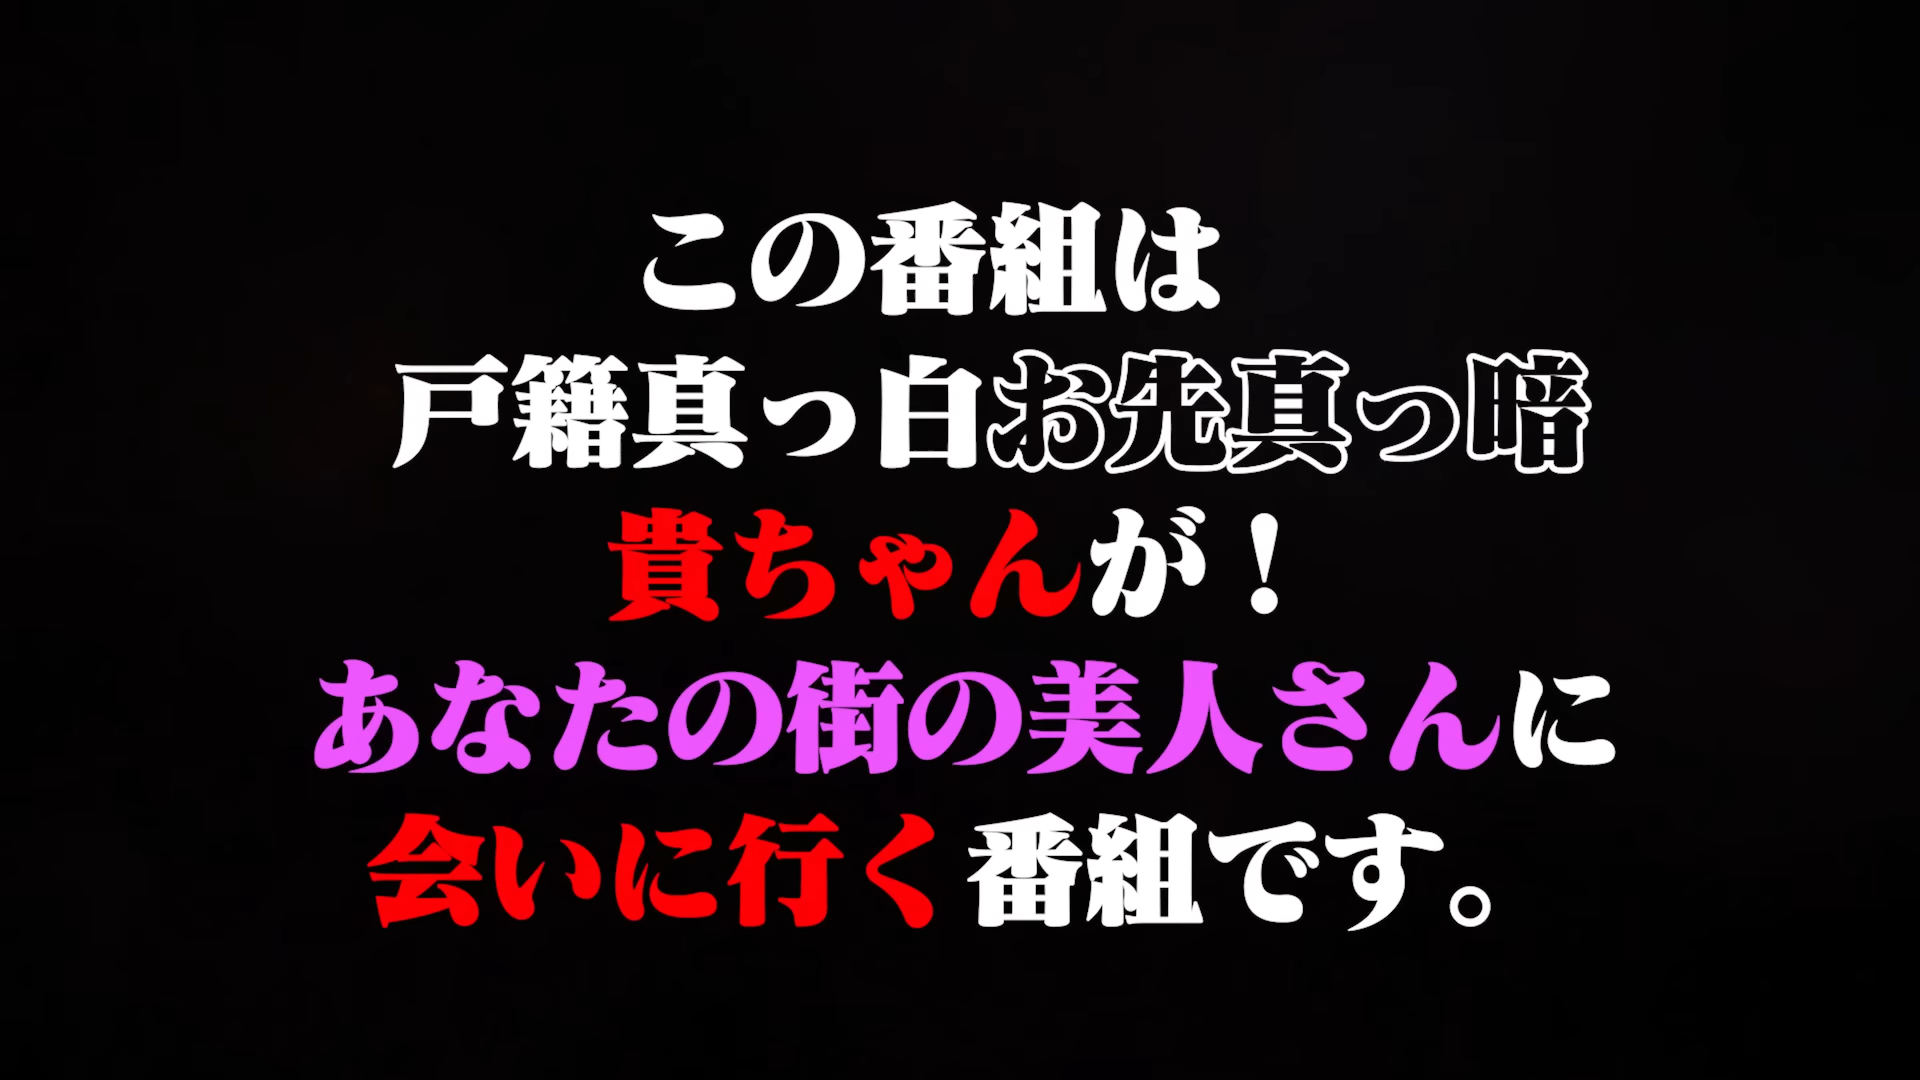 この番組は
戸籍真っ白お先真っ暗
貴ちゃんが！
あなたの街の美人さんに
会いに行く番組です。